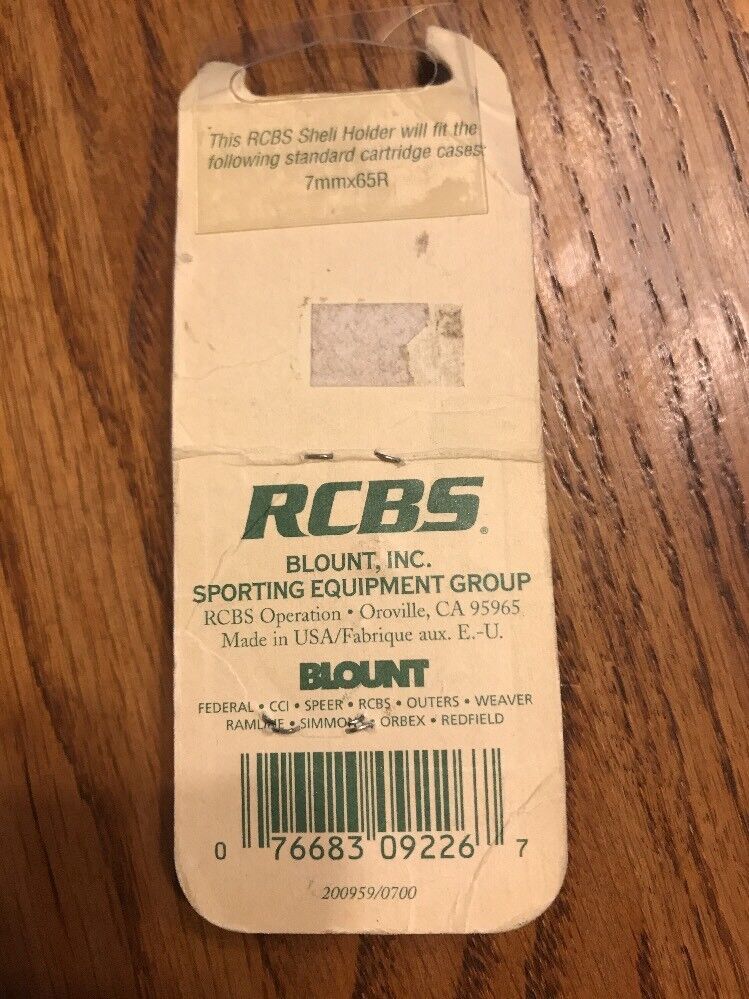 This RCBS Shell Holder will fit the
following standard cartridge cases:
7mmx65R
RCBS®
BLOUNT, INC.
SPORTING EQUIPMENT GROUP
RCBS Operation • Oroville, CA 95965
Made in USA/Fabrique aux. E.-U.
BLOUNT
FEDERAL • CCI • SPEER • RCBS • OUTERS • WEAVER
RAMLINE • SIMMONS • ORBEX • REDFIELD
0 76683 09226 7
200959/0700